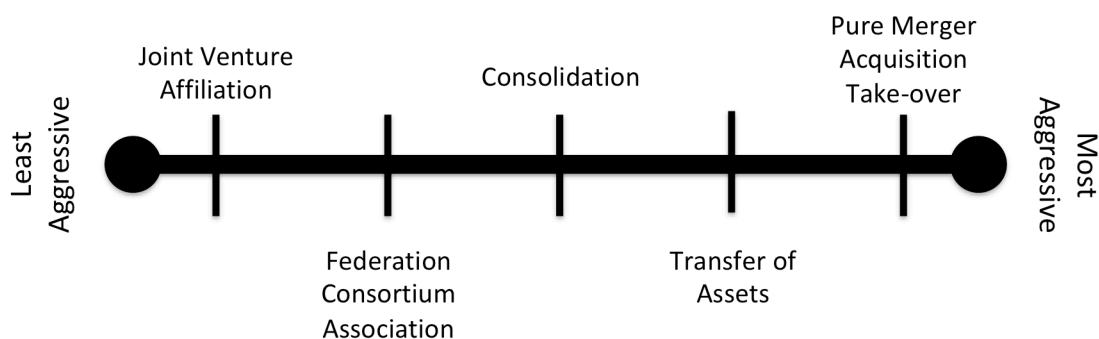 Least
Aggressive
Joint Venture
Affiliation
Federation
Consortium
Association
Consolidation
Transfer of
Assets
Pure Merger
Acquisition
Take-over
Most
Aggressive